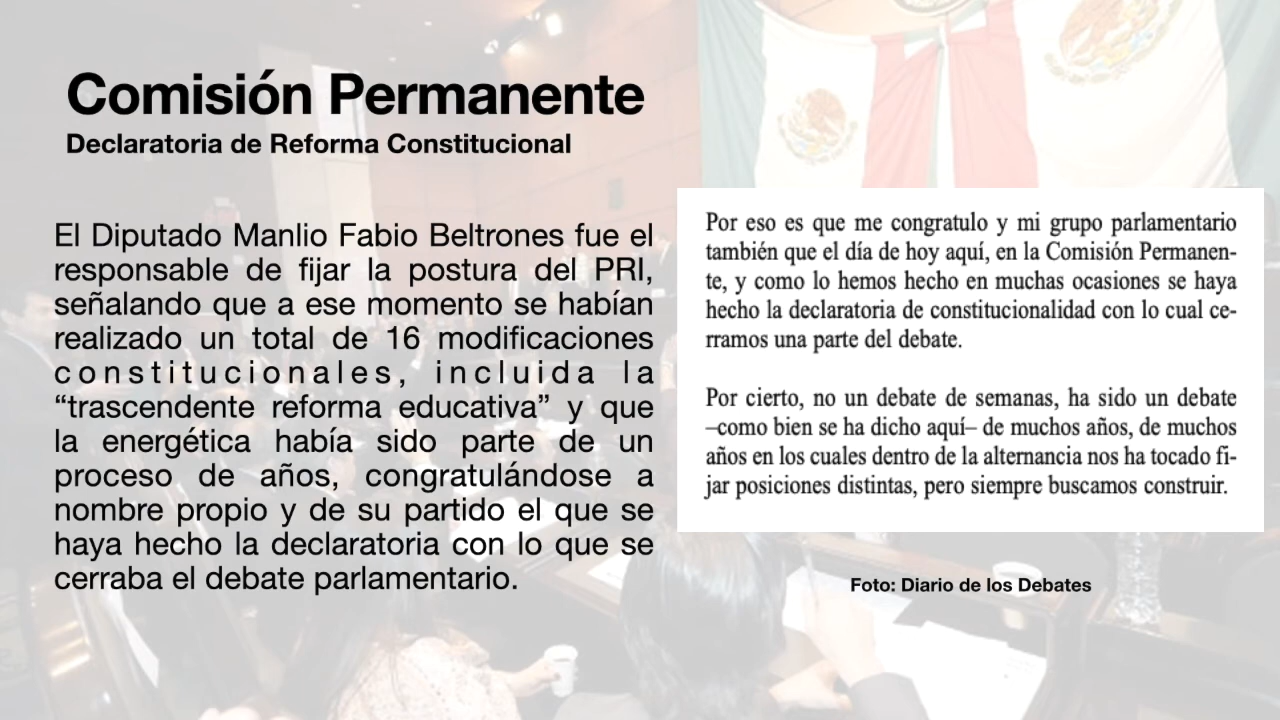 Comisión Permanente
Declaratoria de Reforma Constitucional
El Diputado Manlio Fabio Beltrones fue el
responsable de fijar la postura del PRI,
señalando que a ese momento se habían
realizado un total de 16 modificaciones
constitucionales, incluida la
“trascendente reforma educativa” y que
la energética había sido parte de un
proceso de años, congratulándose a
nombre propio y de su partido el que se
haya hecho la declaratoria con lo que se
cerraba el debate parlamentario.
Por eso es que me congratulo y mi grupo parlamentario
también que el día de hoy aquí, en la Comisión Permanen-
te, y como lo hemos hecho en muchas ocasiones se haya
hecho la declaratoria de constitucionalidad con lo cual ce-
rramos una parte del debate.
Por cierto, no un debate de semanas, ha sido un debate
–como bien se ha dicho aquí– de muchos años, de muchos
años en los cuales dentro de la alternancia nos ha tocado fi-
jar posiciones distintas, pero siempre buscamos construir.
Foto: Diario de los Debates